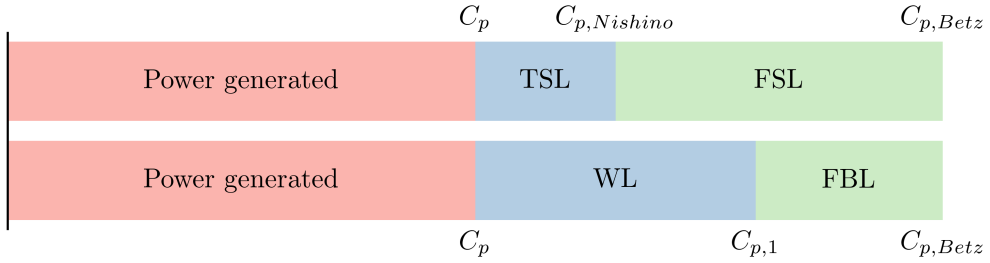 C_p C_{p,Nishino} C_{p,Betz}
Power generated TSL FSL
Power generated WL FBL
C_p C_{p,1} C_{p,Betz}